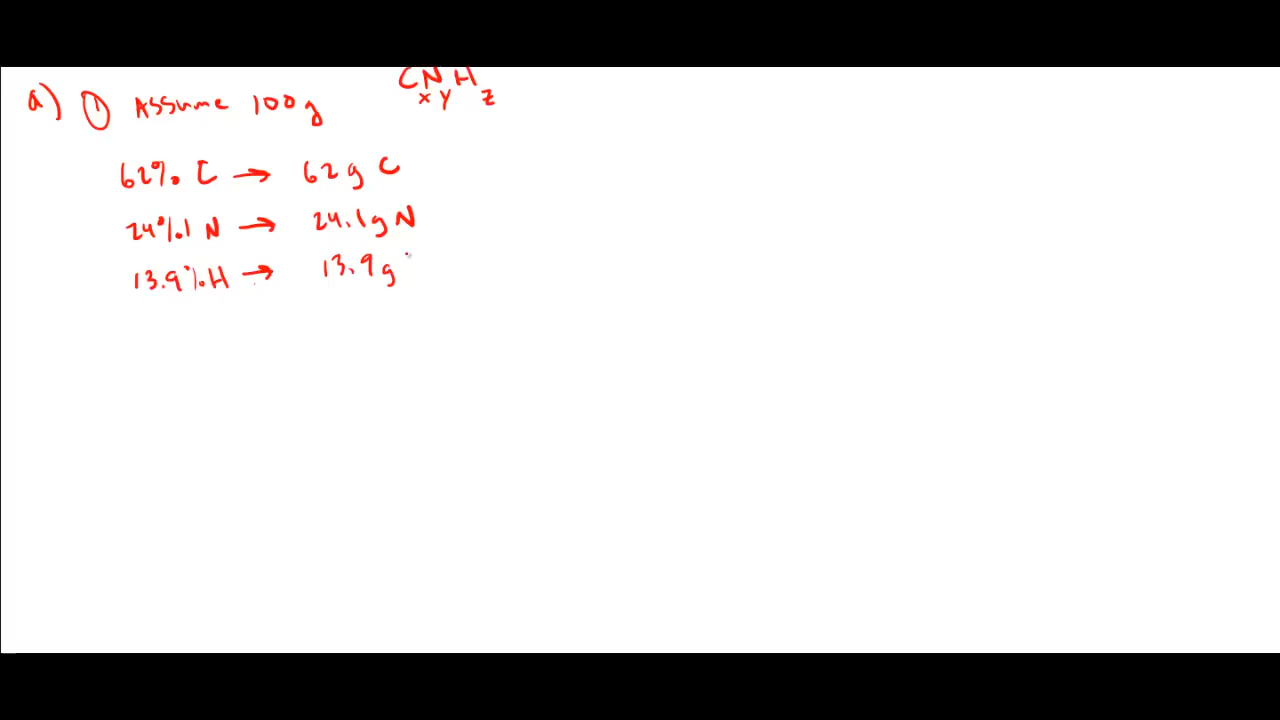 CxNyHz
a) ① Assume 100g
62% C → 62g C
24%.1 N → 24.1g N
13.9% H → 13.9g